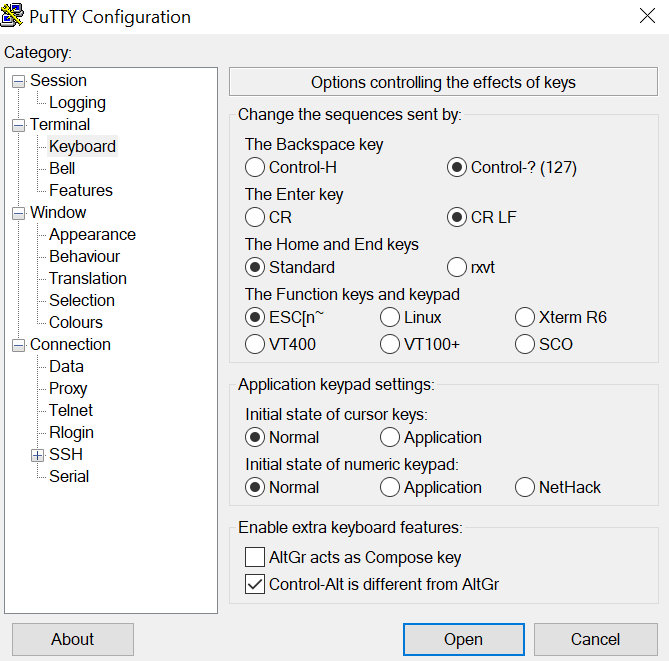 PuTTY Configuration
Category:
Session
Logging
Terminal
Keyboard
Bell
Features
Window
Appearance
Behaviour
Translation
Selection
Colours
Connection
Data
Proxy
Telnet
Rlogin
SSH
Serial
Options controlling the effects of keys
Change the sequences sent by:
The Backspace key
Control-H Control-? (127)
The Enter key
CR CR LF
The Home and End keys
Standard rxvt
The Function keys and keypad
ESC[n~ Linux Xterm R6
VT400 VT100+ SCO
Application keypad settings:
Initial state of cursor keys:
Normal Application
Initial state of numeric keypad:
Normal Application NetHack
Enable extra keyboard features:
AltGr acts as Compose key
Control-Alt is different from AltGr
About Open Cancel